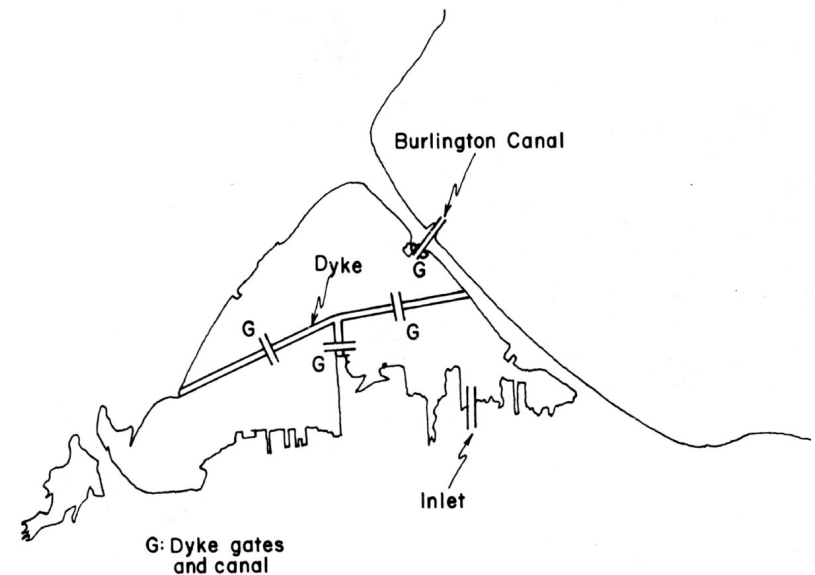 Burlington Canal
G
Dyke
G
G
G
Inlet
G: Dyke gates
and canal